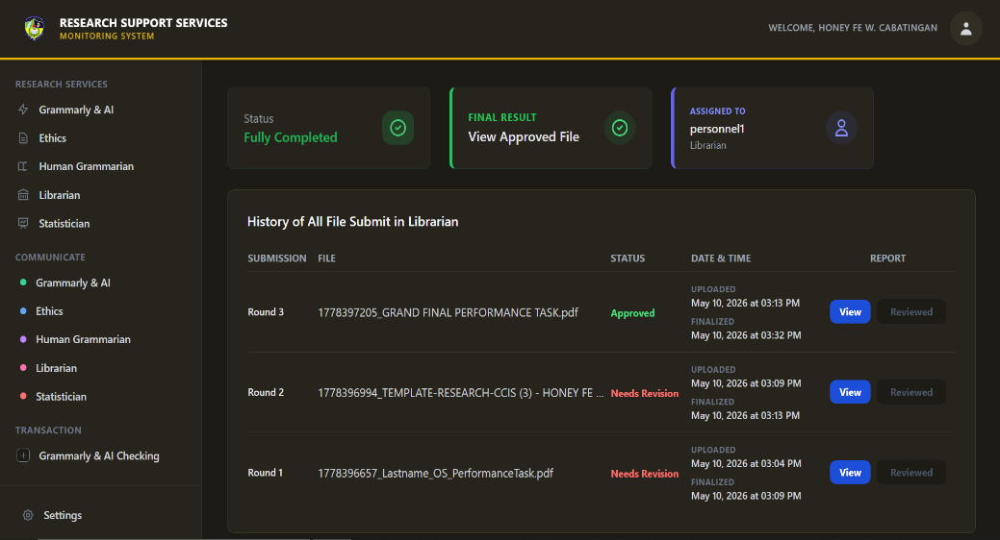 RESEARCH SUPPORT SERVICES
MONITORING SYSTEM
WELCOME, HONEY FE W. CABATINGAN
RESEARCH SERVICES
Grammarly & AI
Ethics
Human Grammarian
Librarian
Statistician
COMMUNICATE
Grammarly & AI
Ethics
Human Grammarian
Librarian
Statistician
TRANSACTION
Grammarly & AI Checking
Settings
Status
Fully Completed
FINAL RESULT
View Approved File
ASSIGNED TO
personnel1
Librarian
History of All File Submit in Librarian
SUBMISSION FILE STATUS DATE & TIME REPORT
UPLOADED
May 10, 2026 at 03:13 PM
Round 3 1778397205_GRAND FINAL PERFORMANCE TASK.pdf Approved View Reviewed
FINALIZED
May 10, 2026 at 03:32 PM
UPLOADED
May 10, 2026 at 03:09 PM
Round 2 1778396994_TEMPLATE-RESEARCH-CCIS (3) - HONEY FE ... Needs Revision View Reviewed
FINALIZED
May 10, 2026 at 03:13 PM
UPLOADED
May 10, 2026 at 03:04 PM
Round 1 1778396657_Lastname_OS_PerformanceTask.pdf Needs Revision View Reviewed
FINALIZED
May 10, 2026 at 03:09 PM